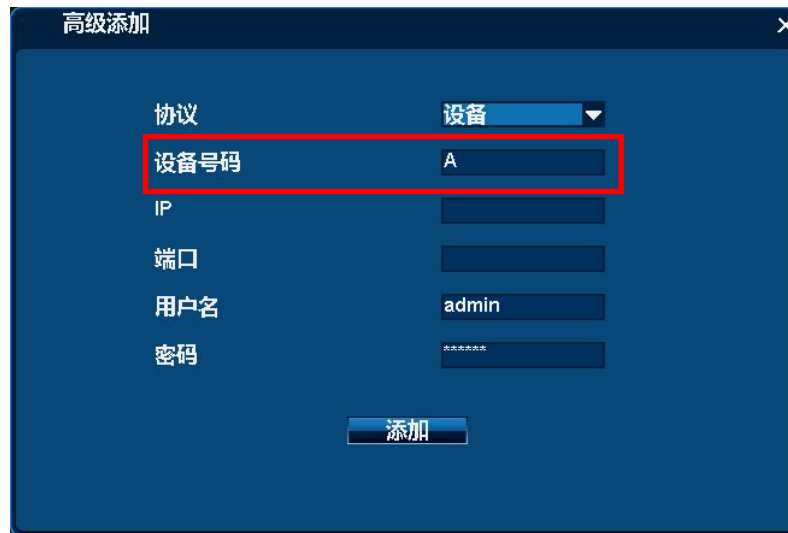 高级添加
协议 设备
设备号码 A
IP
端口
用户名 admin
密码 ******
添加